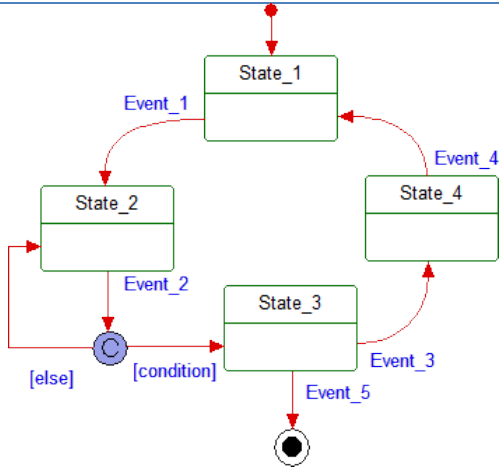 State_1
Event_1
Event_4
State_2
State_4
Event_2
State_3
C
[else]
[condition]
Event_3
Event_5